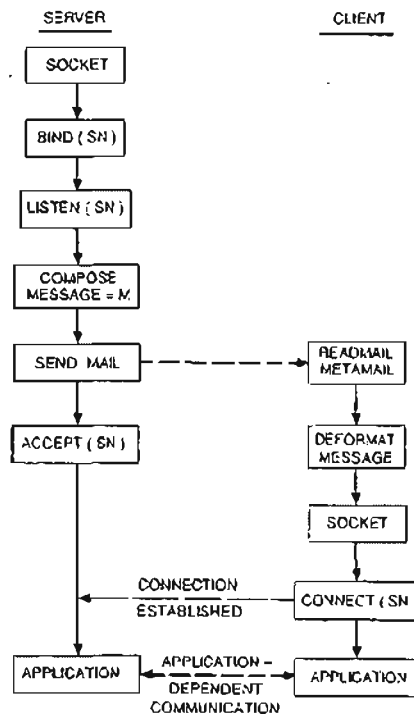 SERVER
CLIENT
SOCKET
BIND (SN)
LISTEN (SN)
COMPOSE
MESSAGE = M
SEND MAIL
READMAIL
METAMAIL
ACCEPT (SN)
DEFORMAT
MESSAGE
SOCKET
CONNECTION
ESTABLISHED
CONNECT (SN
APPLICATION
APPLICATION -
DEPENDENT
COMMUNICATION
APPLICATION